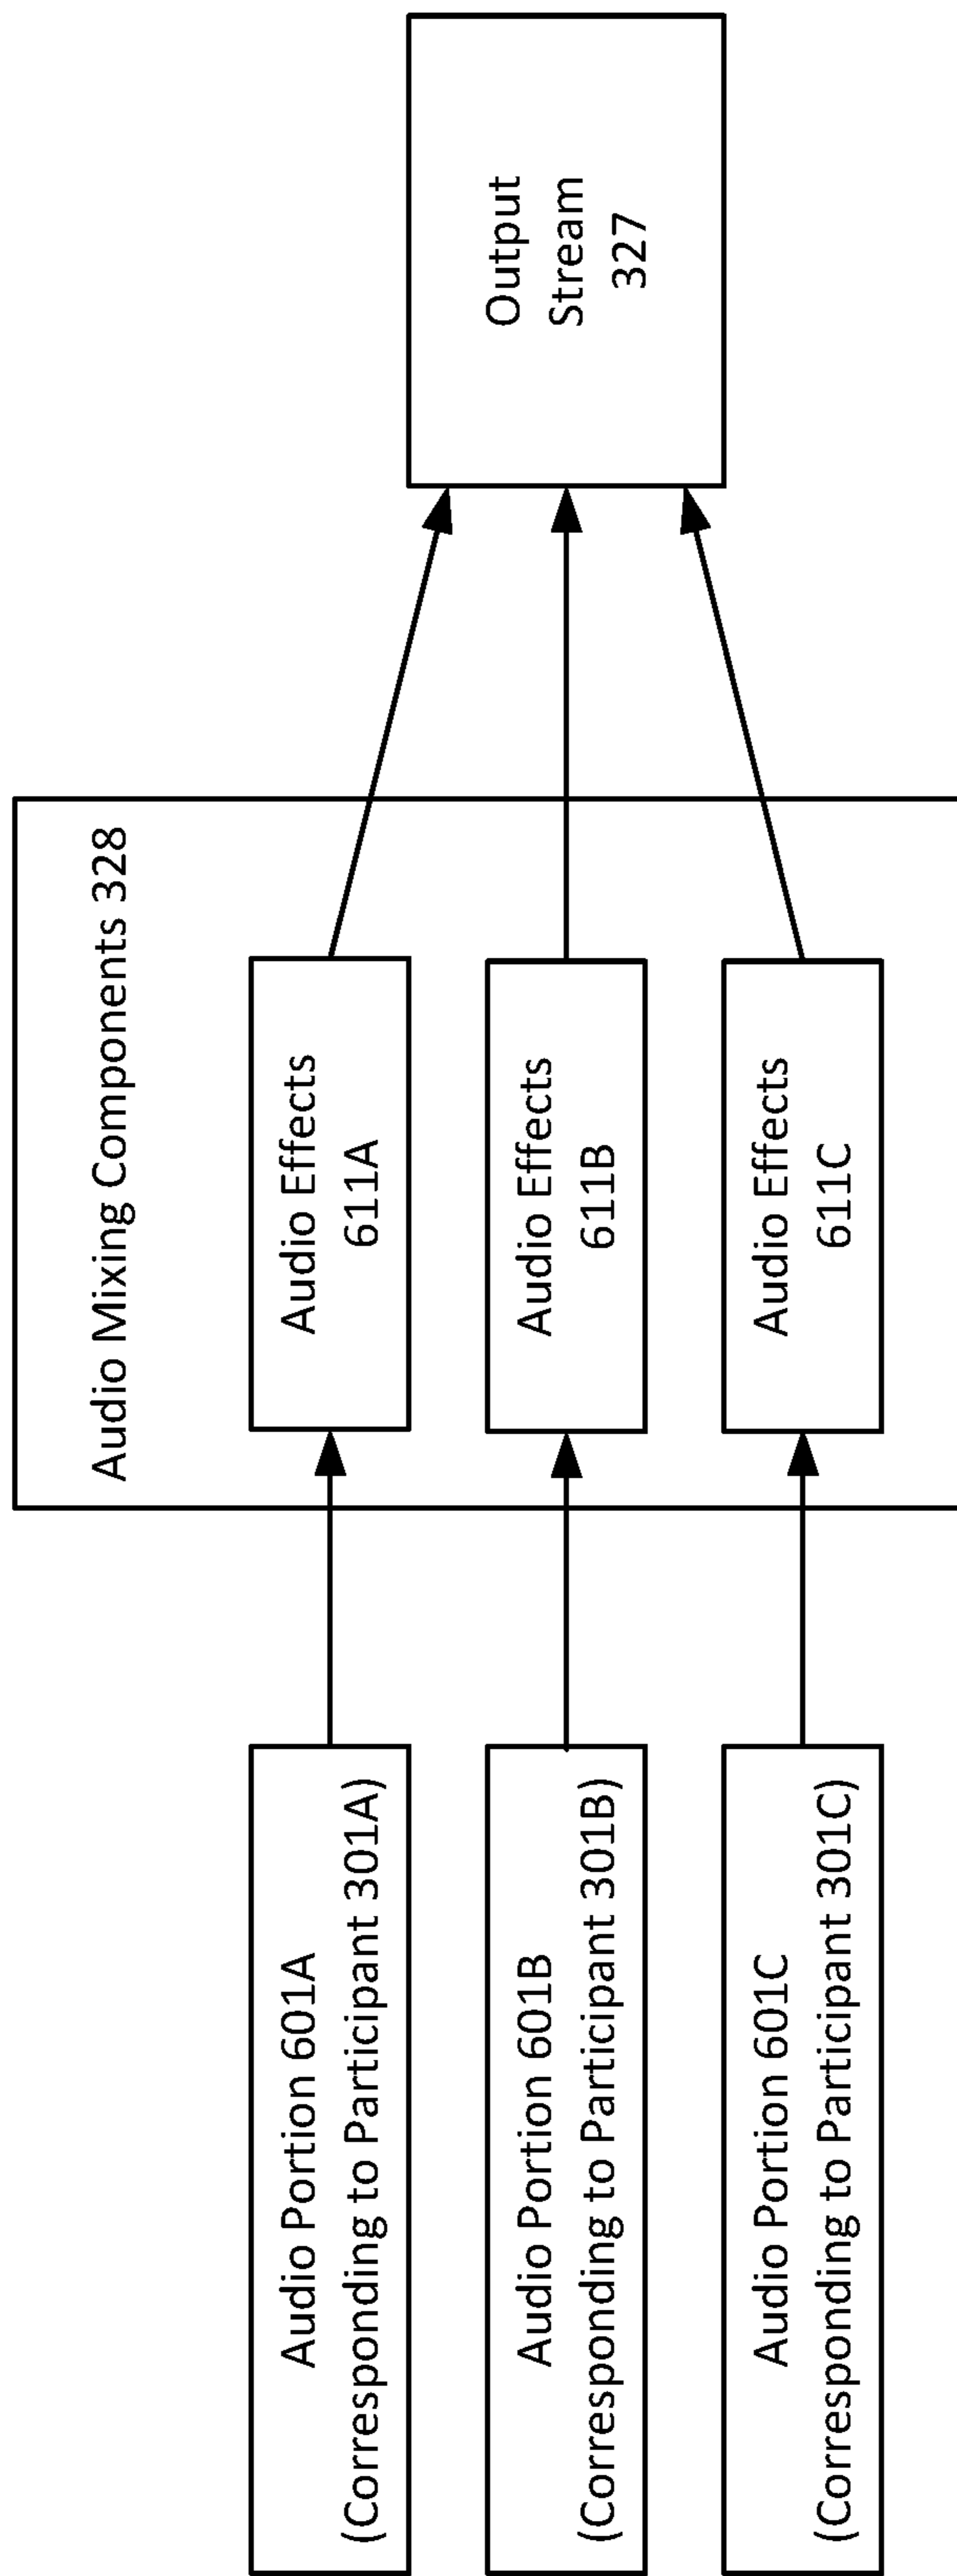 Audio Mixing Components 328
Audio Portion 601A
(Corresponding to Participant 301A)
Audio Effects
611A
Audio Portion 601B
(Corresponding to Participant 301B)
Audio Effects
611B
Audio Portion 601C
(Corresponding to Participant 301C)
Audio Effects
611C
Output
Stream
327